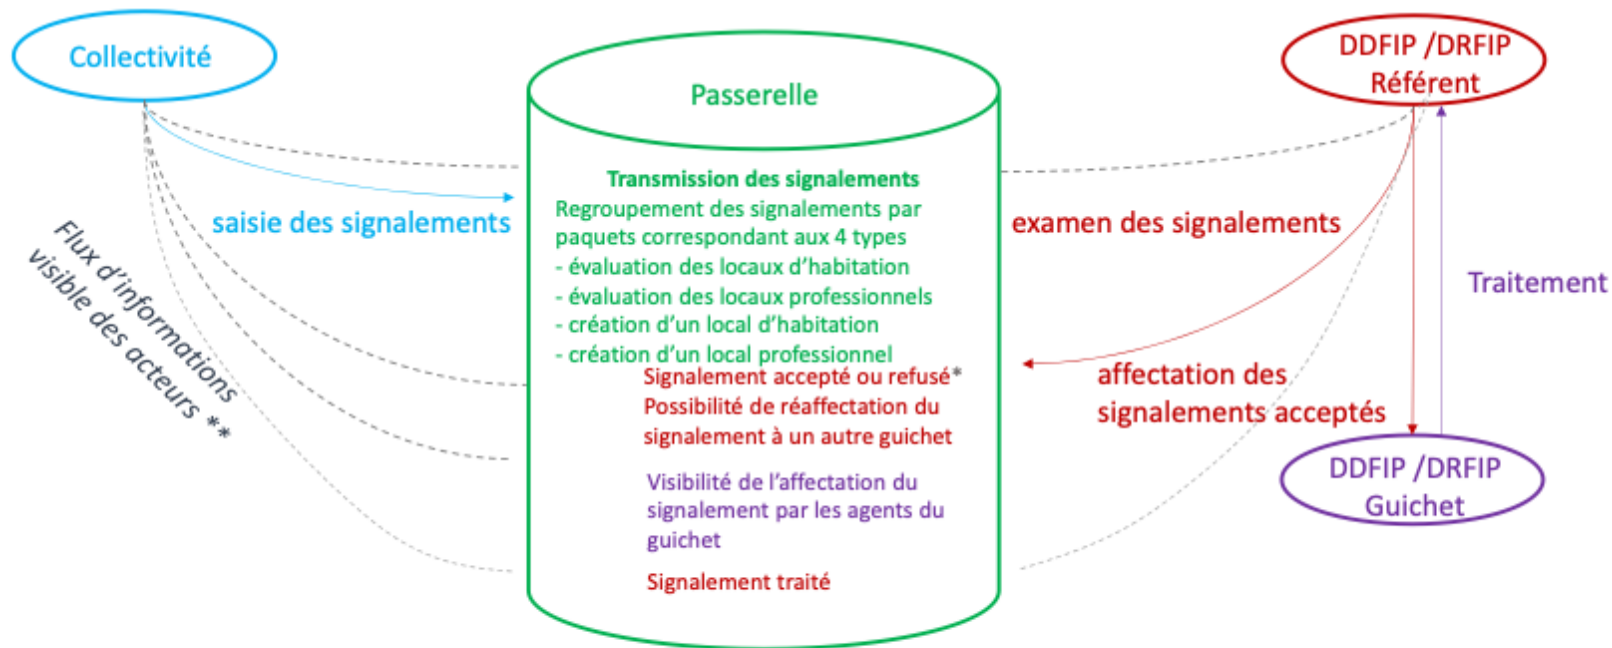 Collectivité
Passerelle
DDFIP /DRFIP
Référent
saisie des signalements
Flux d'informations
visible des acteurs **
Transmission des signalements
Regroupement des signalements par
paquets correspondant aux 4 types
- évaluation des locaux d'habitation
- évaluation des locaux professionnels
- création d'un local d'habitation
- création d'un local professionnel
Signalement accepté ou refusé*
Possibilité de réaffectation du
signalement à un autre guichet
Visibilité de l'affectation du
signalement par les agents du
guichet
Signalement traité
examen des signalements
Traitement
affectation des
signalements acceptés
DDFIP /DRFIP
Guichet